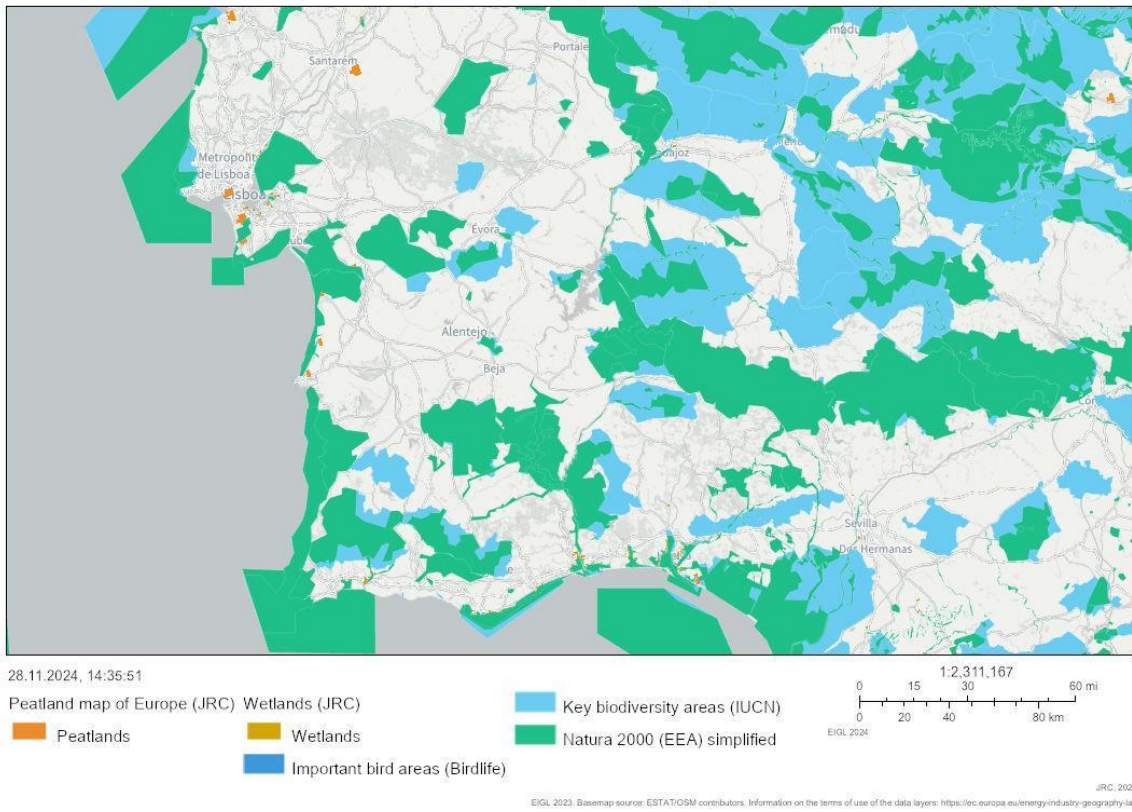 Santarem
Portale
Metropolit
de Lisboa
Lisboa
Évora
Alentejo
Beja
Sevilla
Dos Hermanas
28.11.2024, 14:35:51
1:2,311,167
Peatland map of Europe (JRC) Wetlands (JRC)
0 15 30 60 mi
Peatlands
Wetlands
Key biodiversity areas (IUCN)
0 20 40 80 km
Important bird areas (Birdlife)
Natura 2000 (EEA) simplified
EIGL 2024
JRC, 202
EIGL 2023. Basemap source: ESTAT/OSM contributors. Information on the terms of use of the data layers: https://ec.europa.eu/energy-industry-geography-la